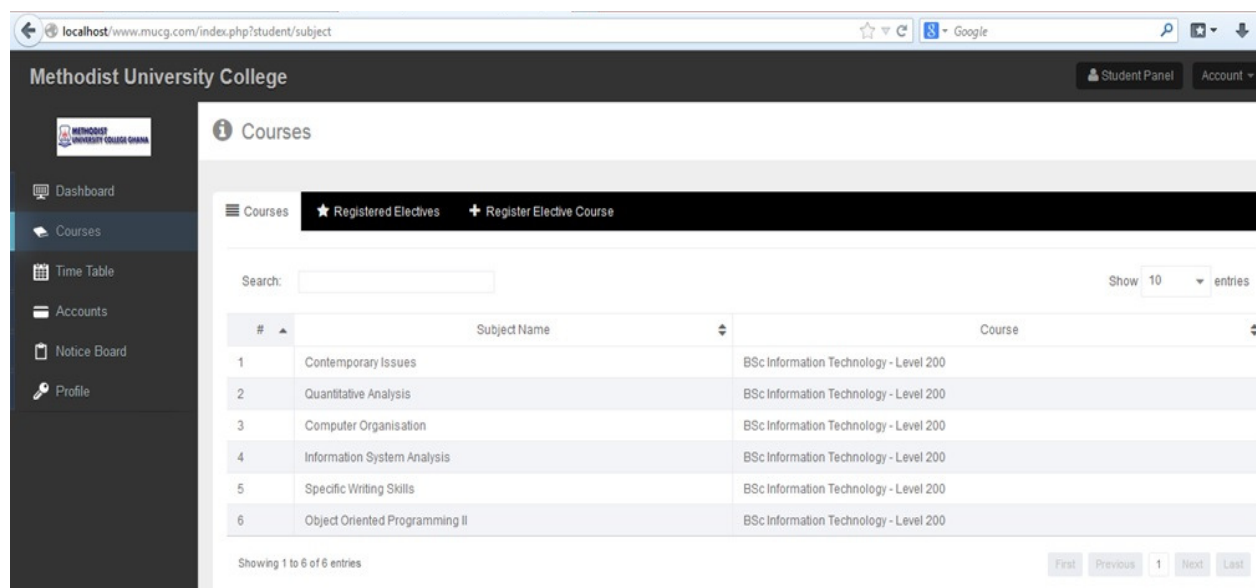 localhost/www.mucg.com/index.php?student/subject
8 - Google
Methodist University College
Student Panel
Account
METHODIST
UNIVERSITY COLLEGE GHANA
Courses
Dashboard
Courses
Time Table
Accounts
Notice Board
Profile
Courses Registered Electives Register Elective Course
Search: Show 10 entries
# Subject Name Course
1 Contemporary Issues BSc Information Technology - Level 200
2 Quantitative Analysis BSc Information Technology - Level 200
3 Computer Organisation BSc Information Technology - Level 200
4 Information System Analysis BSc Information Technology - Level 200
5 Specific Writing Skills BSc Information Technology - Level 200
6 Object Oriented Programming II BSc Information Technology - Level 200
Showing 1 to 6 of 6 entries First Previous 1 Next Last